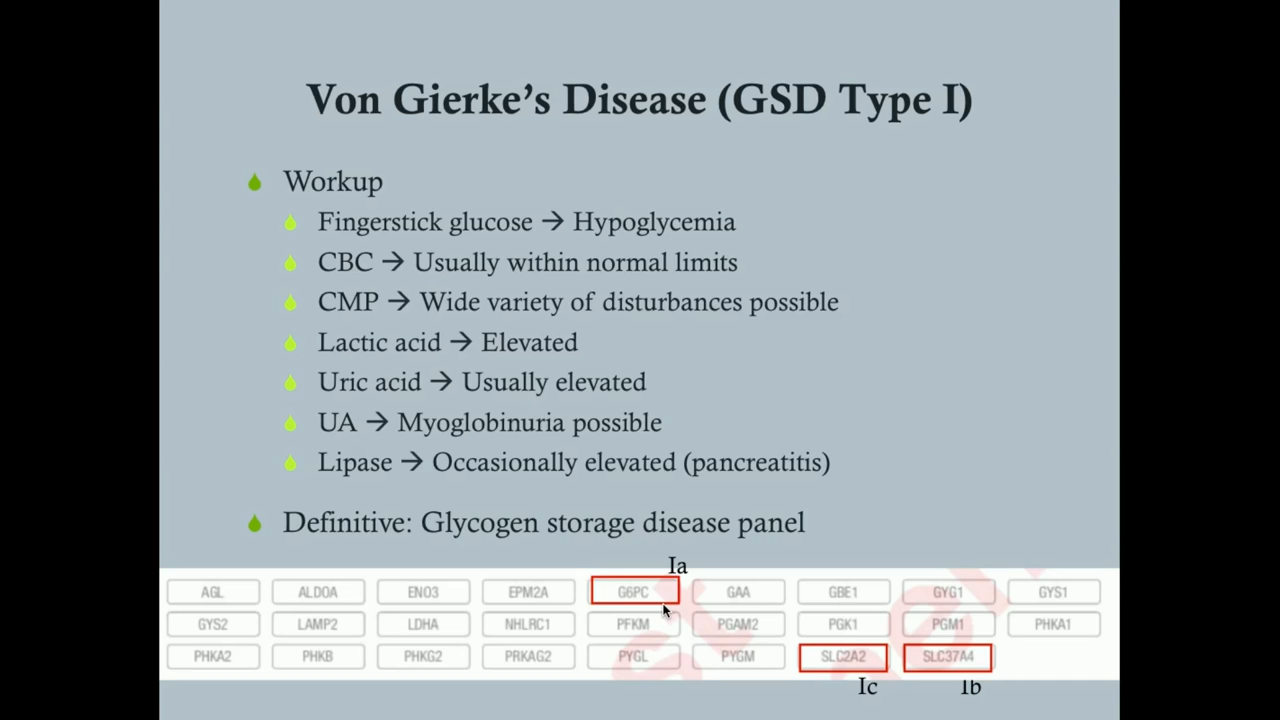 Von Gierke's Disease (GSD Type I)
Workup
Fingerstick glucose → Hypoglycemia
CBC → Usually within normal limits
CMP → Wide variety of disturbances possible
Lactic acid → Elevated
Uric acid → Usually elevated
UA → Myoglobinuria possible
Lipase → Occasionally elevated (pancreatitis)
Definitive: Glycogen storage disease panel
Ia
AGL ALDOA ENO3 EPM2A G6PC GAA GBE1 GYG1 GYS1
GYS2 LAMP2 LDHA NHLRC1 PFKM PGAM2 PGK1 PGM1 PHKA1
PHKA2 PHKB PHKG2 PRKAG2 PYGL PYGM SLC2A2 SLC37A4
Ic Ib